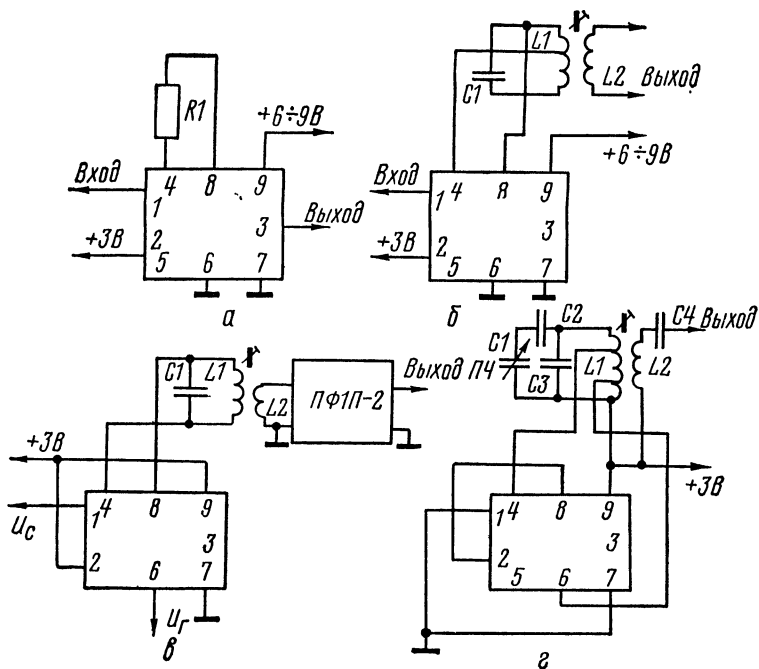 R1
+6÷9В
Вход
4 8 9
1
3
Выход
+3В
2
5 6 7
а
L1
C1
L2
Выход
+6÷9В
Вход
4 8 9
1
3
+3В
2
5 6 7
б
C1 L1
L2
ПФ1П-2
Выход
+3В
4 8 9
1
Uс
3
2
6 7
Uг
в
C2
C1
ПЧ
C3
L1
L2
C4 Выход
+3В
4 8 9
1
3
2
5 6 7
г